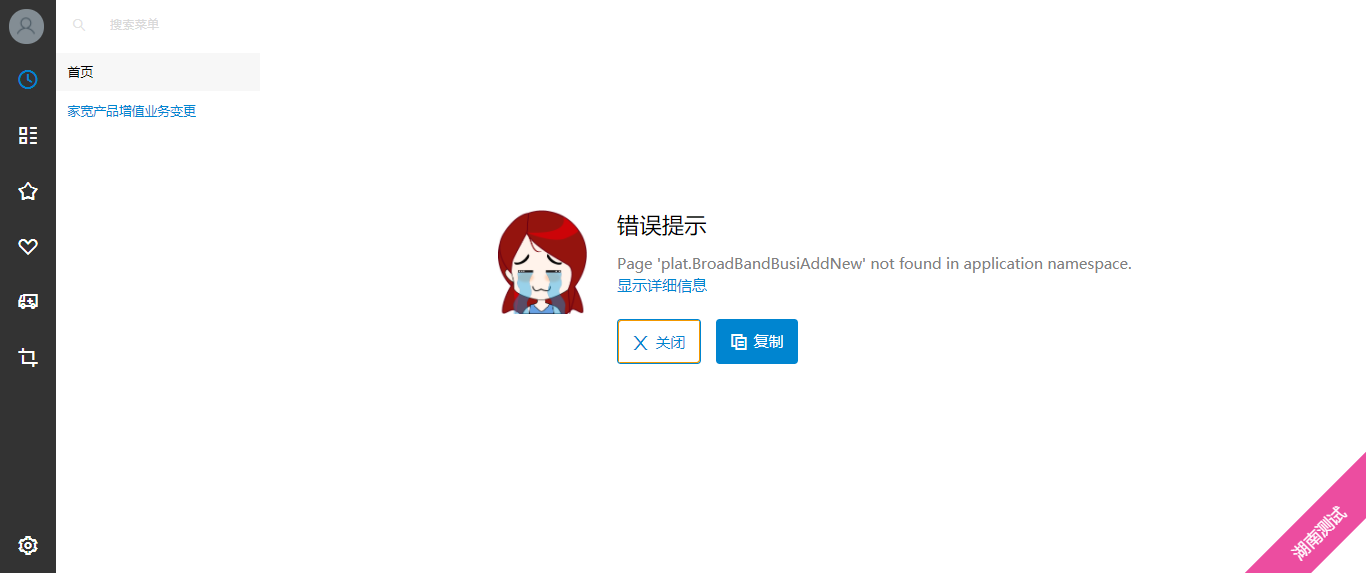 搜索菜单
首页
家宽产品增值业务变更
错误提示
Page 'plat.BroadBandBusiAddNew' not found in application namespace.
显示详细信息
关闭
复制
湖南测试